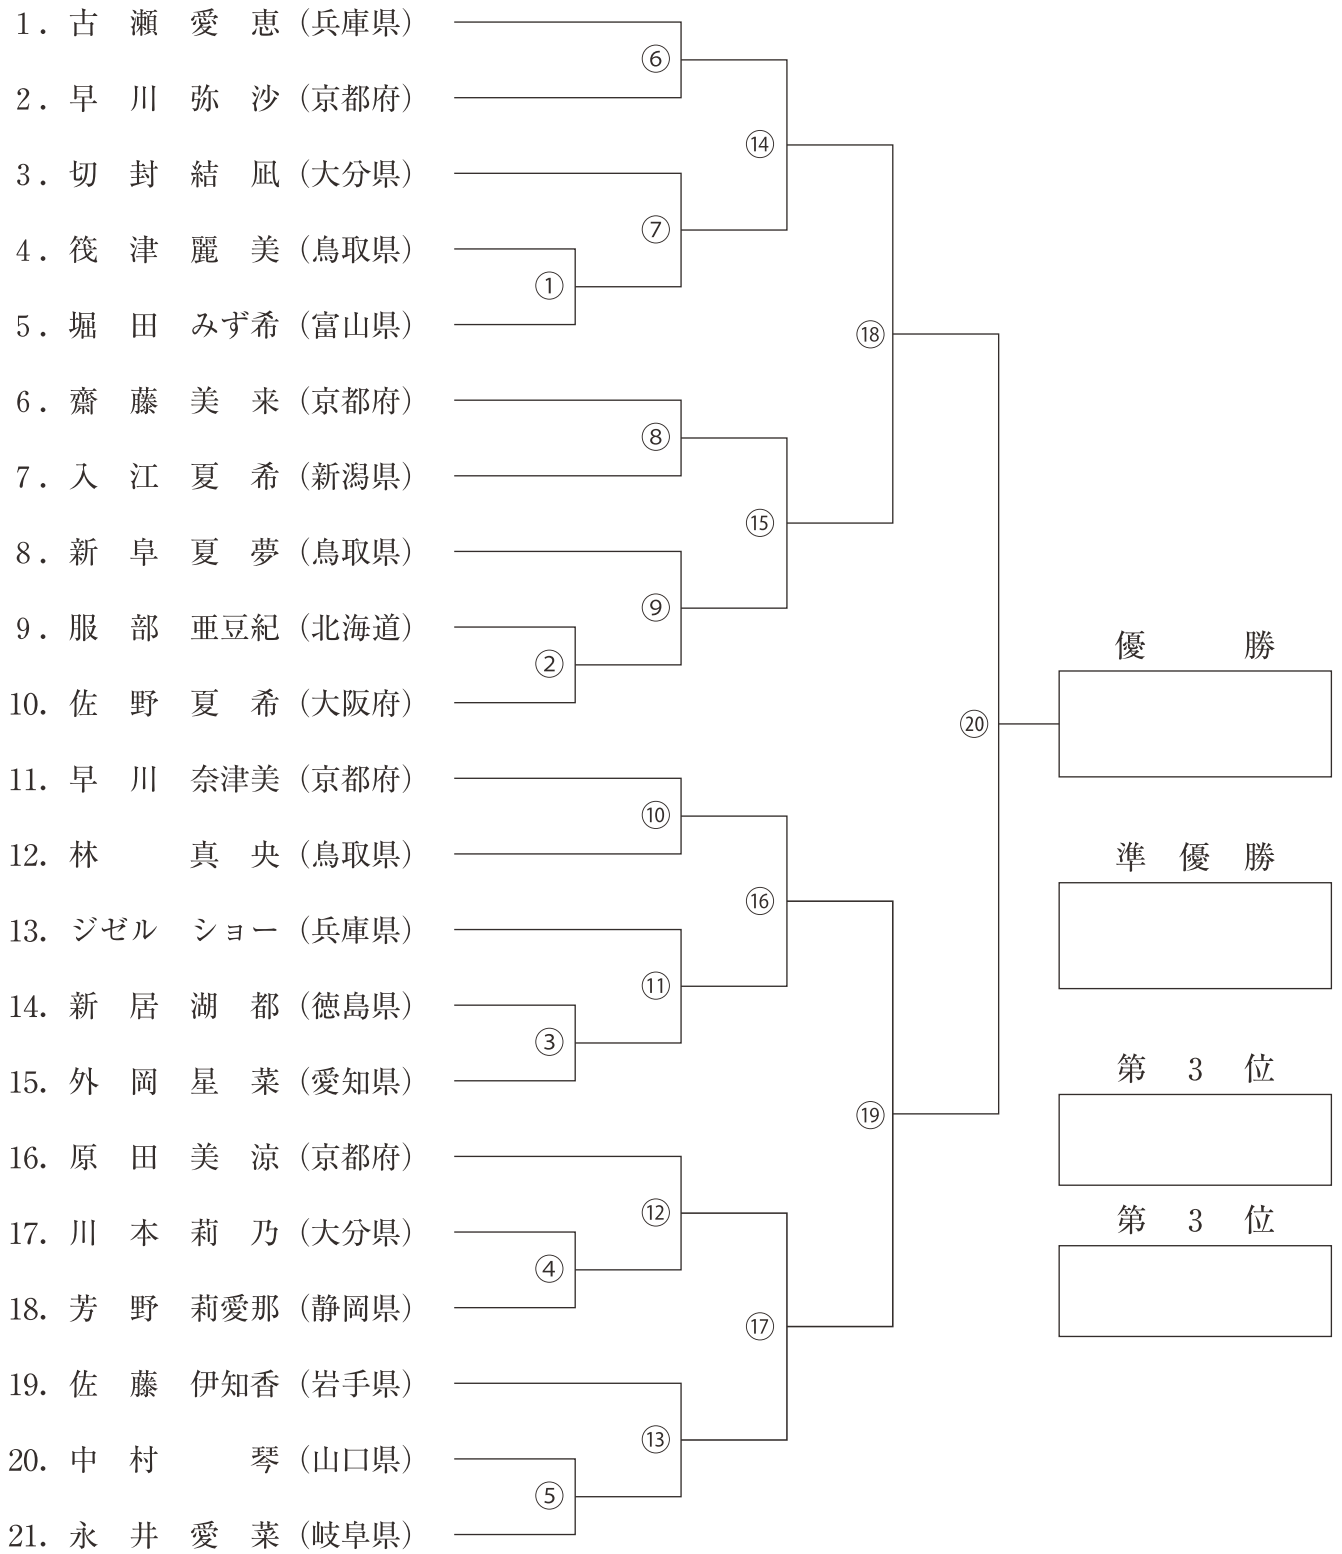 1. 古瀬愛恵（兵庫県）
⑥
2. 早川弥沙（京都府）
⑭
3. 切封結凪（大分県）
⑦
4. 筏津麗美（鳥取県）
①
5. 堀田みず希（富山県）
⑱
6. 齋藤美来（京都府）
⑧
7. 入江夏希（新潟県）
⑮
8. 新阜夏夢（鳥取県）
⑨
9. 服部亜豆紀（北海道）
②
10. 佐野夏希（大阪府）
優勝
⑳
11. 早川奈津美（京都府）
⑩
12. 林真央（鳥取県）
準優勝
⑯
13. ジゼル ショー（兵庫県）
⑪
14. 新居湖都（徳島県）
③
15. 外岡星菜（愛知県）
第3位
⑲
16. 原田美涼（京都府）
⑫
17. 川本莉乃（大分県）
第3位
④
18. 芳野莉愛那（静岡県）
⑰
19. 佐藤伊知香（岩手県）
⑬
20. 中村琴（山口県）
⑤
21. 永井愛菜（岐阜県）